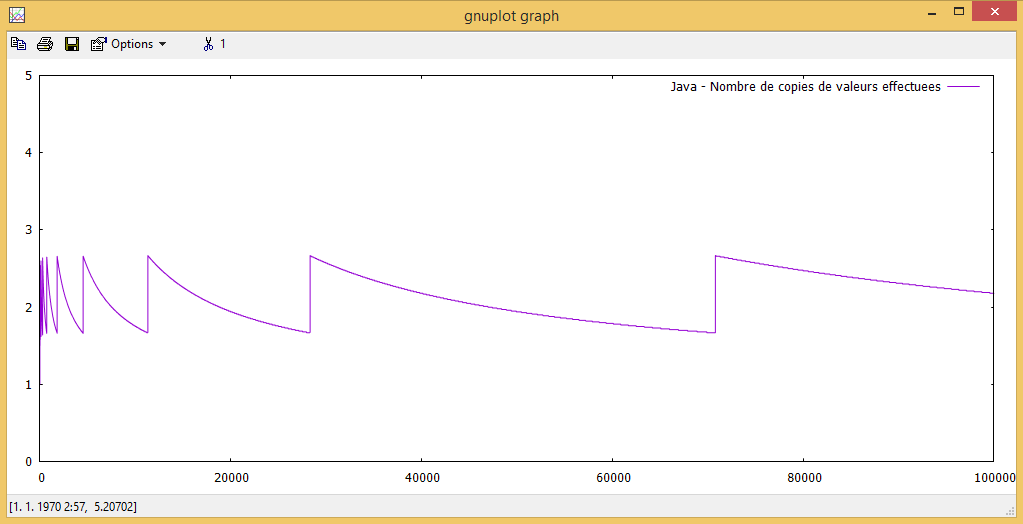 gnuplot graph
Options 1
5
Java - Nombre de copies de valeurs effectuees
4
3
2
1
0
0 20000 40000 60000 80000 100000
[1. 1. 1970 2:57, 5.20702]